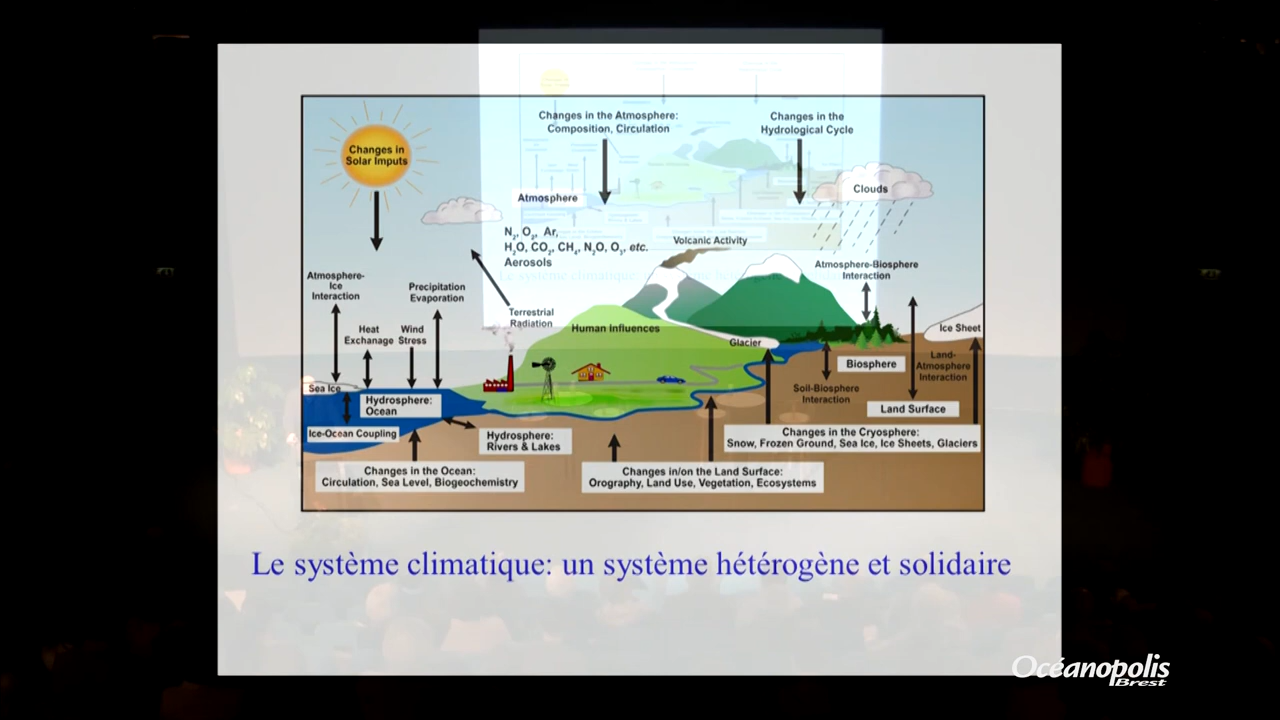 Changes in
Solar Imputs
Changes in the Atmosphere:
Composition, Circulation
Changes in the
Hydrological Cycle
Clouds
Atmosphere
N₂, O₂, Ar,
H₂O, CO₂, CH₄, N₂O, O₃, etc.
Aerosols
Volcanic Activity
Atmosphere-Biosphere
Interaction
Atmosphere-
Ice
Interaction
Precipitation
Evaporation
Terrestrial
Radiation
Heat
Exchanage
Wind
Stress
Human Influences
Glacier
Ice Sheet
Land-
Atmosphere
Interaction
Biosphere
Soil-Biosphere
Interaction
Land Surface
Sea Ice
Hydrosphere:
Ocean
Ice-Ocean Coupling
Hydrosphere:
Rivers & Lakes
Changes in the Cryosphere:
Snow, Frozen Ground, Sea Ice, Ice Sheets, Glaciers
Changes in the Ocean:
Circulation, Sea Level, Biogeochemistry
Changes in/on the Land Surface:
Orography, Land Use, Vegetation, Ecosystems
Le système climatique: un système hétérogène et solidaire
Océanopolis
Brest